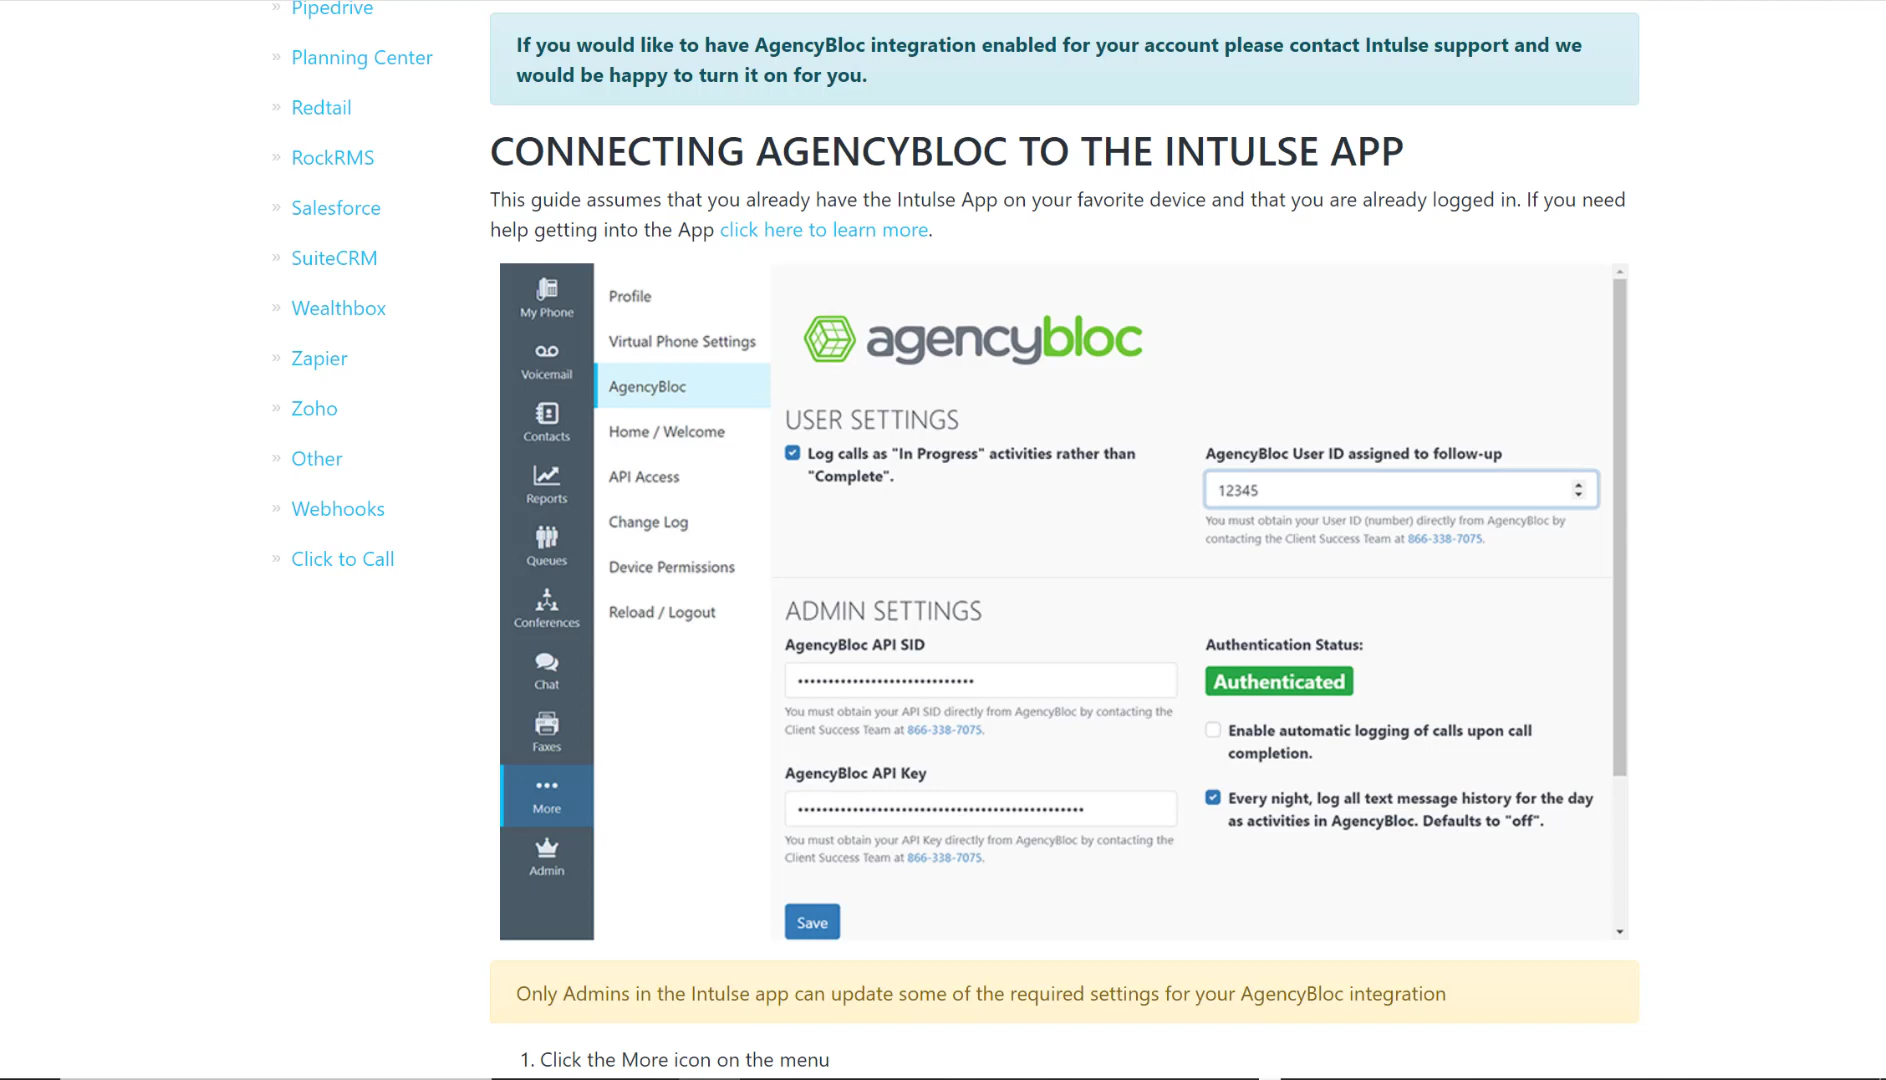 Pipedrive
Planning Center
Redtail
RockRMS
Salesforce
SuiteCRM
Wealthbox
Zapier
Zoho
Other
Webhooks
Click to Call
If you would like to have AgencyBloc integration enabled for your account please contact Intulse support and we
would be happy to turn it on for you.
CONNECTING AGENCYBLOC TO THE INTULSE APP
This guide assumes that you already have the Intulse App on your favorite device and that you are already logged in. If you need
help getting into the App click here to learn more.
My Phone
Voicemail
Contacts
Reports
Queues
Conferences
Chat
Faxes
More
Admin
Profile
Virtual Phone Settings
AgencyBloc
Home / Welcome
API Access
Change Log
Device Permissions
Reload / Logout
agencybloc
USER SETTINGS
Log calls as "In Progress" activities rather than
"Complete".
AgencyBloc User ID assigned to follow-up
12345
You must obtain your User ID (number) directly from AgencyBloc by
contacting the Client Success Team at 866-338-7075.
ADMIN SETTINGS
AgencyBloc API SID
You must obtain your API SID directly from AgencyBloc by contacting the
Client Success Team at 866-338-7075.
AgencyBloc API Key
You must obtain your API Key directly from AgencyBloc by contacting the
Client Success Team at 866-338-7075.
Save
Authentication Status:
Authenticated
Enable automatic logging of calls upon call
completion.
Every night, log all text message history for the day
as activities in AgencyBloc. Defaults to "off".
Only Admins in the Intulse app can update some of the required settings for your AgencyBloc integration
1. Click the More icon on the menu